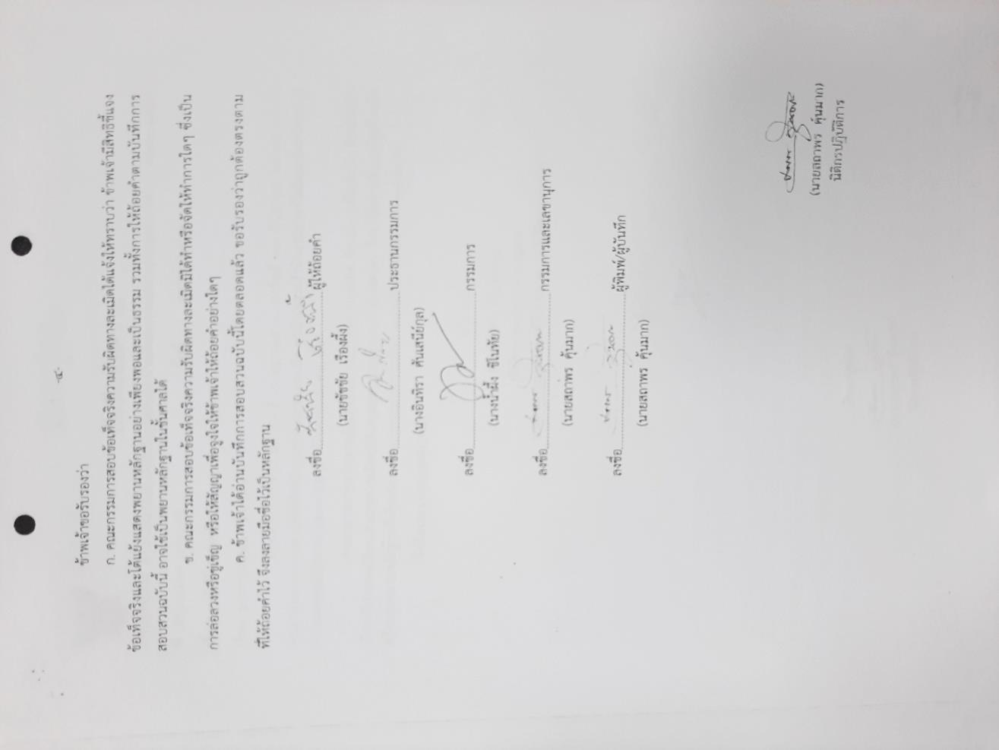 -๔-
ข้าพเจ้าขอรับรองว่า
ก. คณะกรรมการสอบข้อเท็จจริงความรับผิดทางละเมิดได้แจ้งให้ทราบว่า ข้าพเจ้ามีสิทธิชี้แจง
ข้อเท็จจริงและโต้แย้งแสดงพยานหลักฐานอย่างเพียงพอและเป็นธรรม รวมทั้งการให้ถ้อยคำตามบันทึกการ
สอบสวนฉบับนี้ อาจใช้เป็นพยานหลักฐานในชั้นศาลได้
ข. คณะกรรมการสอบข้อเท็จจริงความรับผิดทางละเมิดมิได้ทำหรือจัดให้ทำการใดๆ ซึ่งเป็น
การล่อลวงหรือขู่เข็ญ หรือให้สัญญาเพื่อจูงใจให้ข้าพเจ้าให้ถ้อยคำอย่างใดๆ
ค. ข้าพเจ้าได้อ่านบันทึกการสอบสวนฉบับนี้โดยตลอดแล้ว ขอรับรองว่าถูกต้องตรงตาม
ที่ให้ถ้อยคำไว้ จึงลงลายมือชื่อไว้เป็นหลักฐาน
ลงชื่อ ผู้ให้ถ้อยคำ
(นายชัชชัย เรืองผึ้ง)
ลงชื่อ ประธานกรรมการ
(นางอินทิรา ศันเสนีย์กุล)
ลงชื่อ กรรมการ
(นางน้ำผึ้ง ชิโนทัย)
ลงชื่อ กรรมการและเลขานุการ
(นายสถาพร คุ้นมาก)
ลงชื่อ ผู้พิมพ์/ผู้บันทึก
(นายสถาพร คุ้นมาก)
(นายสถาพร คุ้นมาก)
นิติกรปฏิบัติการ